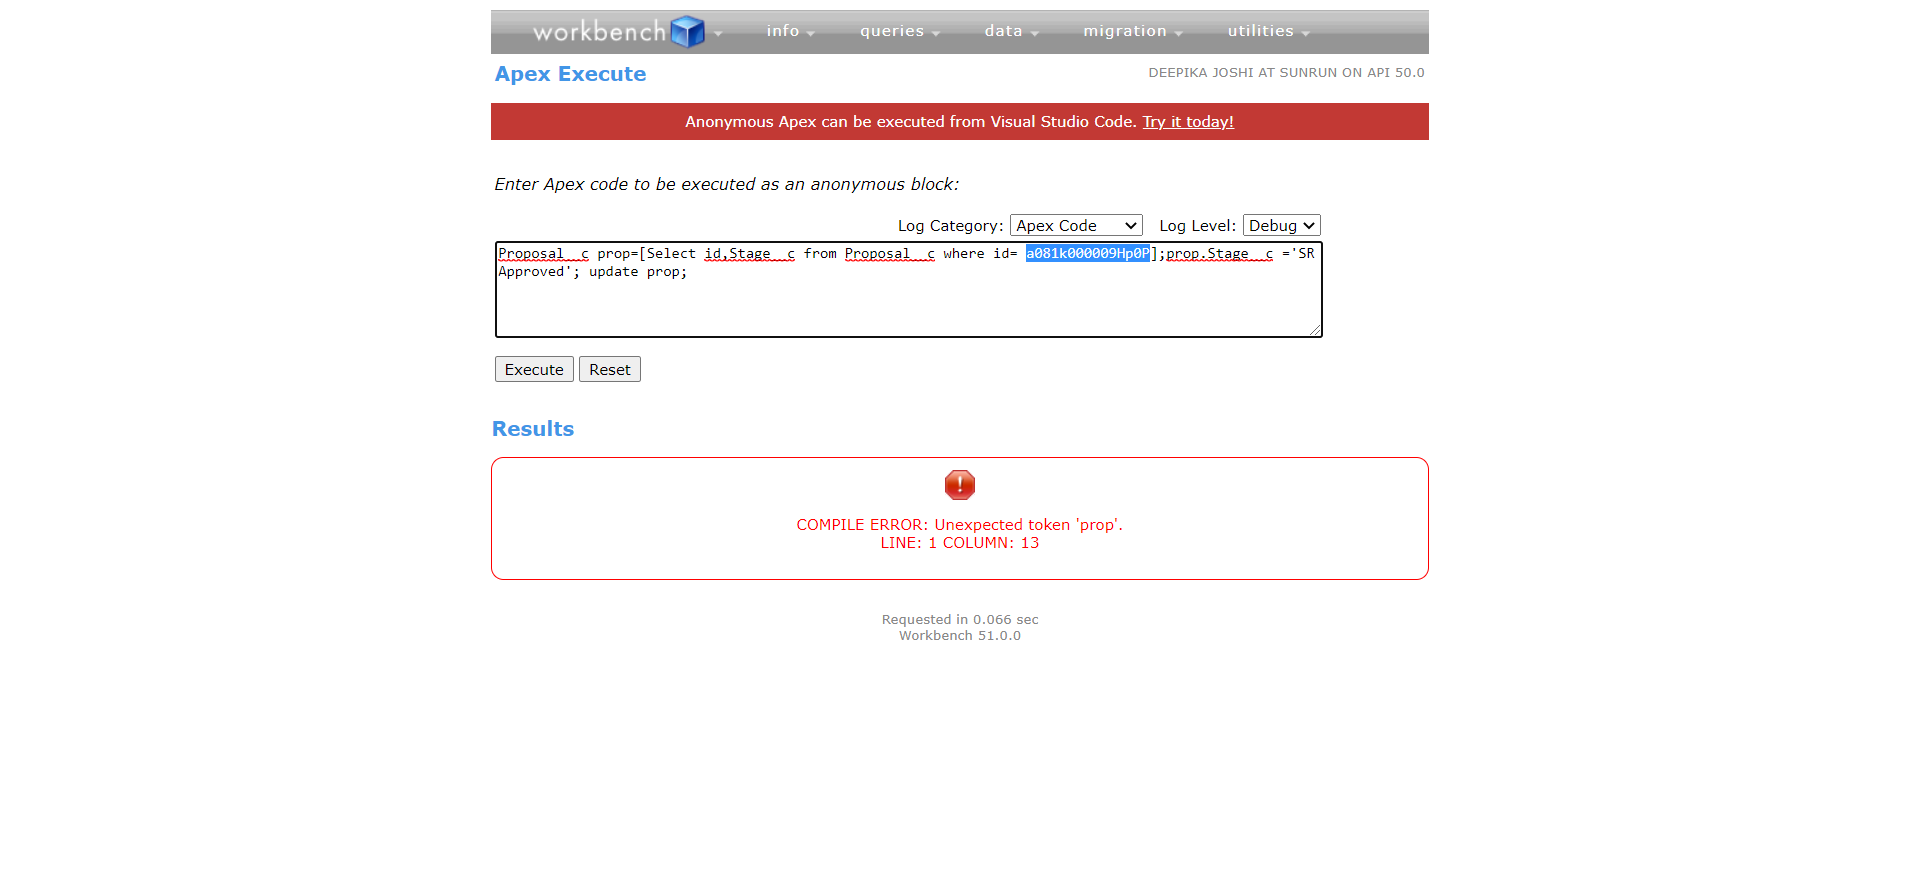 workbench info queries data migration utilities
Apex Execute
DEEPIKA JOSHI AT SUNRUN ON API 50.0
Anonymous Apex can be executed from Visual Studio Code. Try it today!
Enter Apex code to be executed as an anonymous block:
Log Category: Apex Code Log Level: Debug
Proposal__c prop=[Select id,Stage__c from Proposal__c where id= a081k000009Hp0P];prop.Stage__c ='SR
Approved'; update prop;
Execute Reset
Results
COMPILE ERROR: Unexpected token 'prop'.
LINE: 1 COLUMN: 13
Requested in 0.066 sec
Workbench 51.0.0